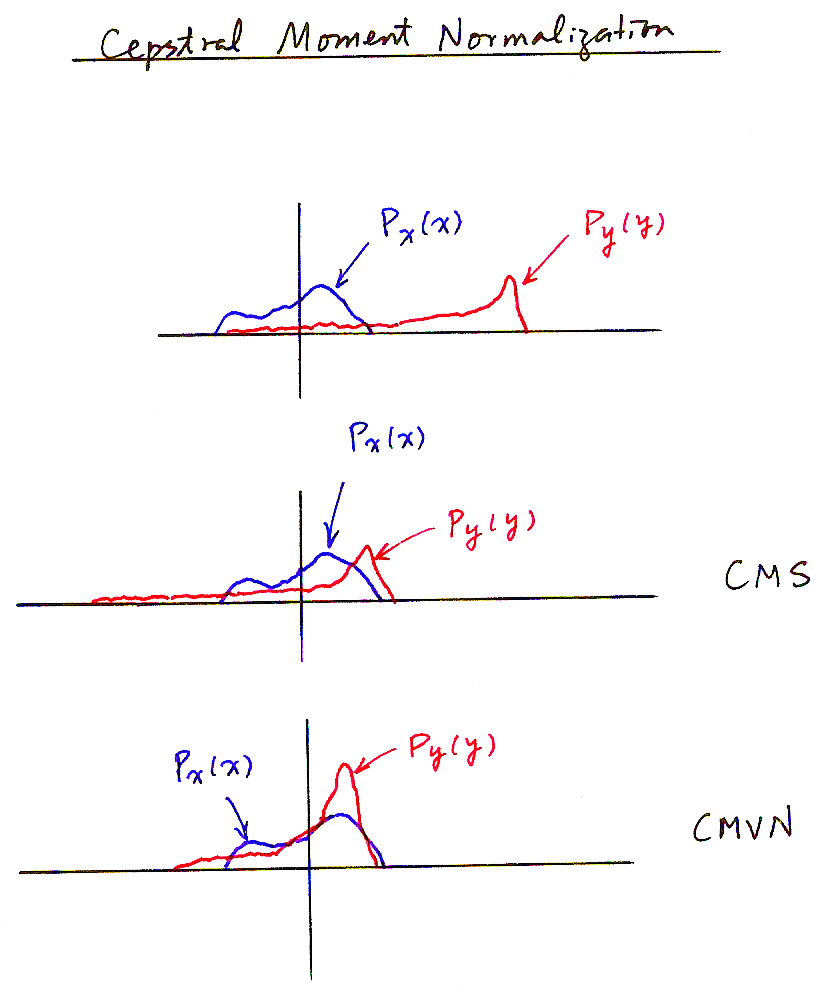 Cepstral Moment Normalization
Px(x)
Py(y)
Px(x)
Py(y)
CMS
Px(x)
Py(y)
CMVN